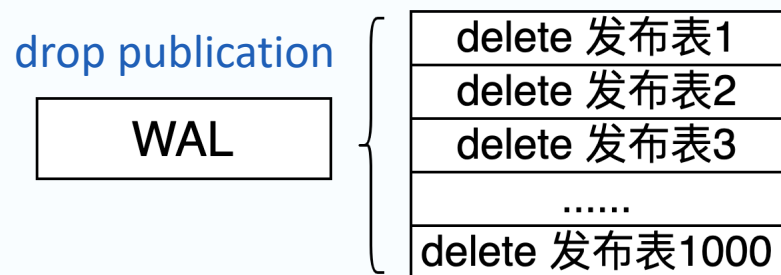 drop publication
WAL
delete 发布表1
delete 发布表2
delete 发布表3
......
delete 发布表1000